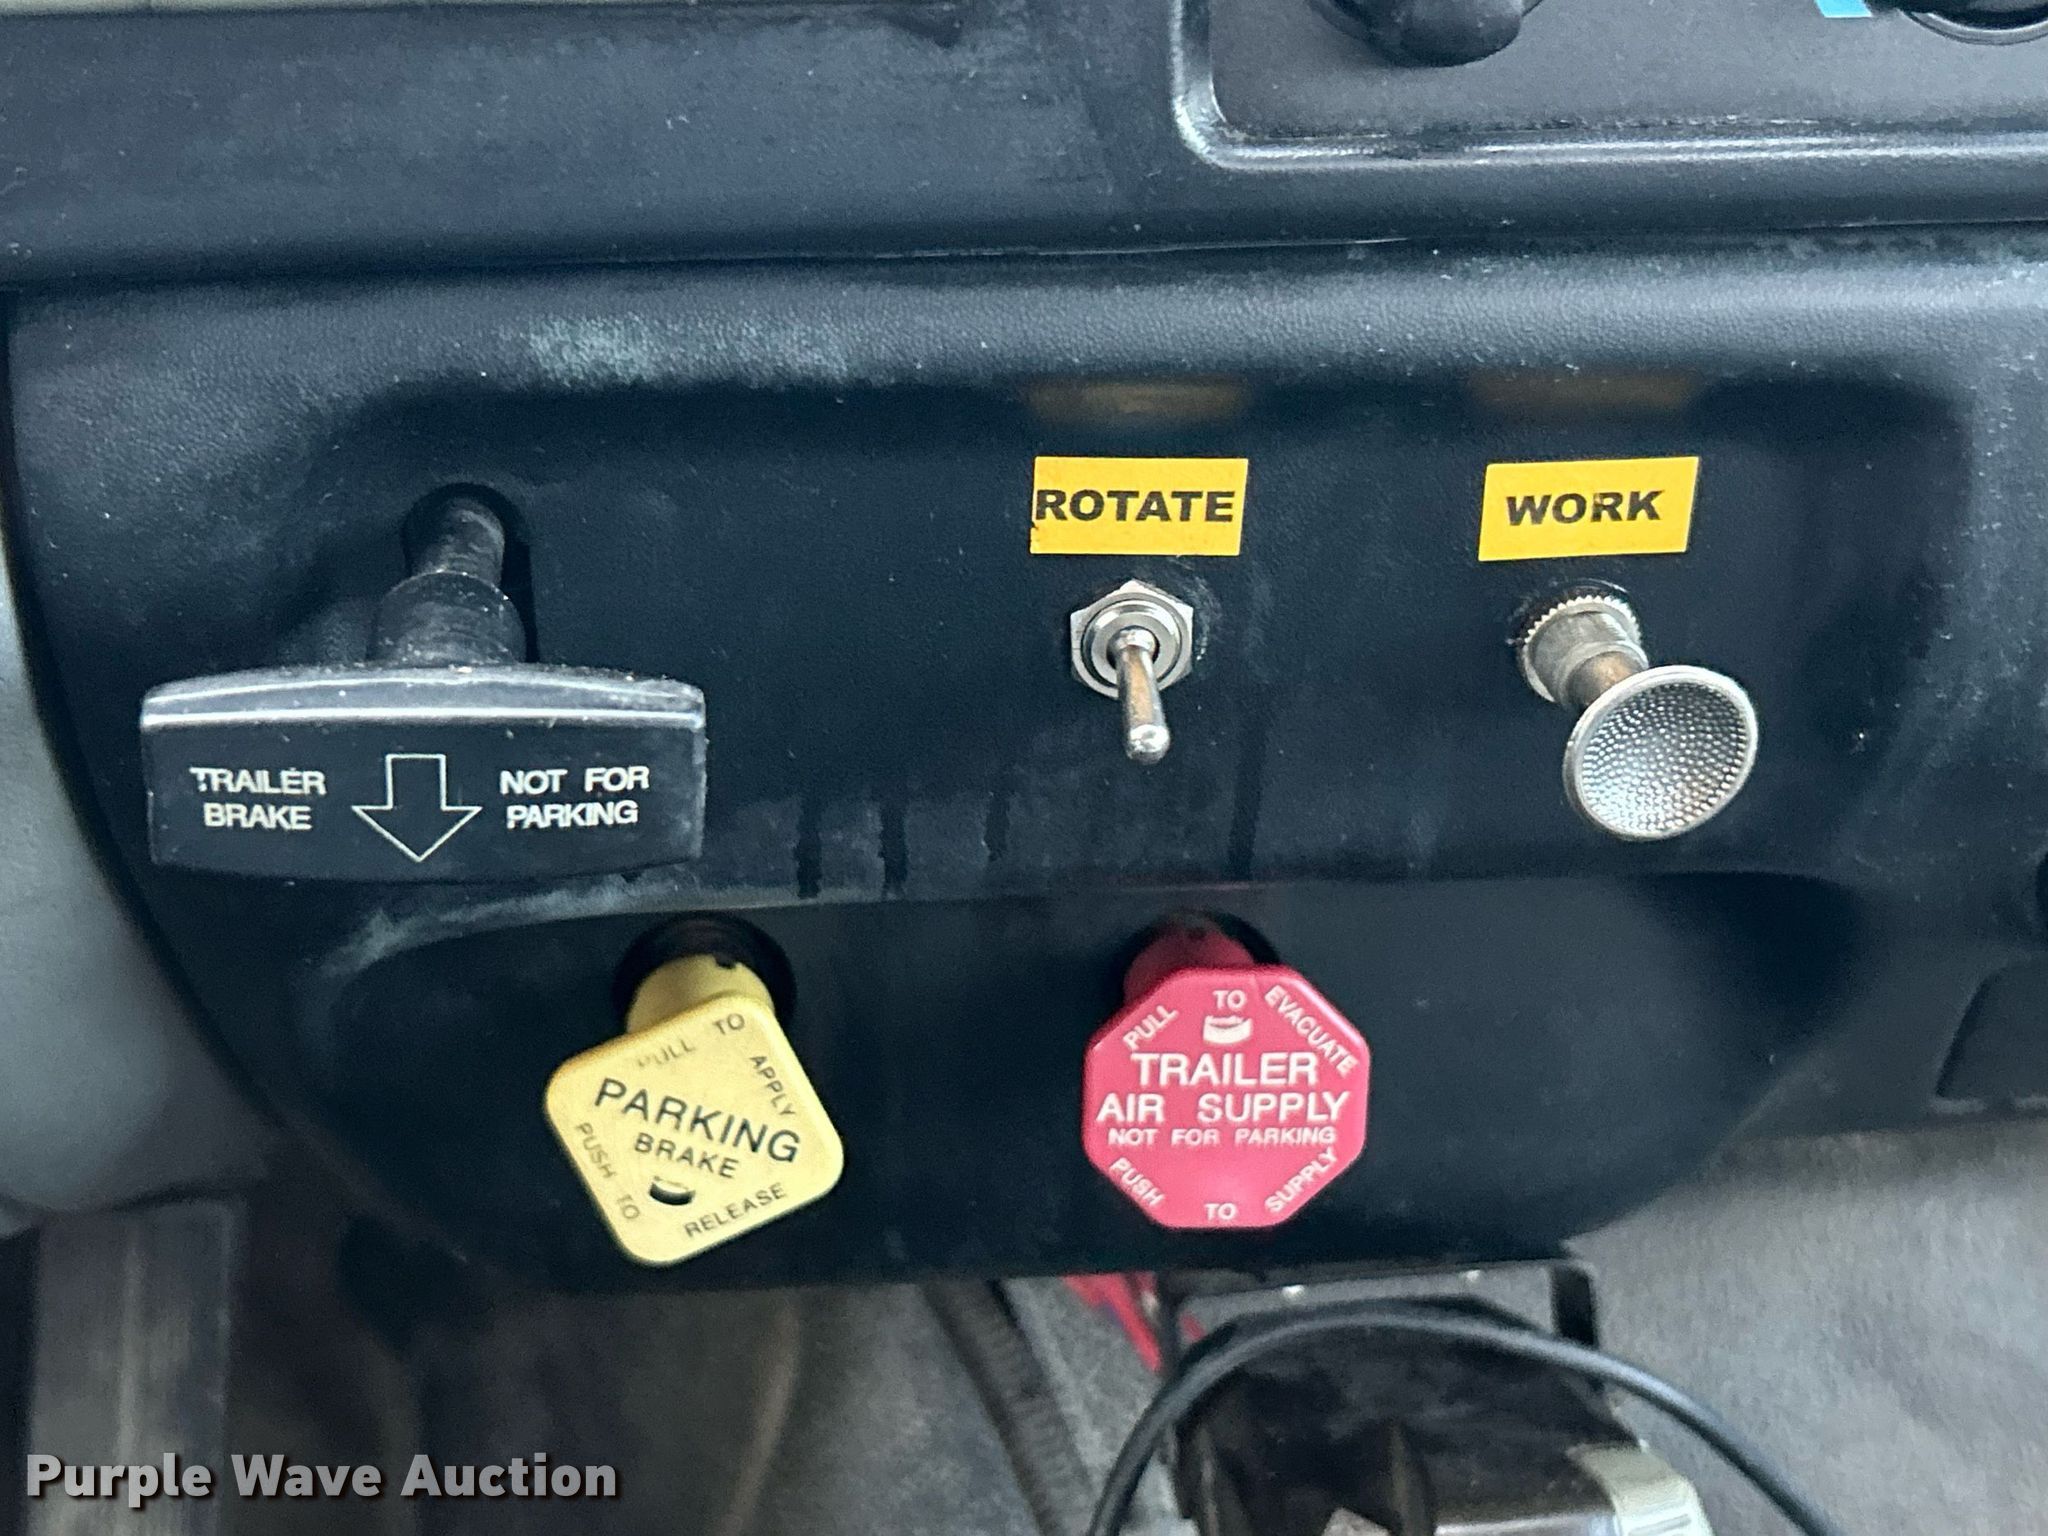 ROTATE
WORK
TRAILER
BRAKE
NOT FOR
PARKING
PULL TO APPLY
PARKING
BRAKE
PUSH TO RELEASE
PULL TO EVACUATE
TRAILER
AIR SUPPLY
NOT FOR PARKING
PUSH TO SUPPLY
Purple Wave Auction